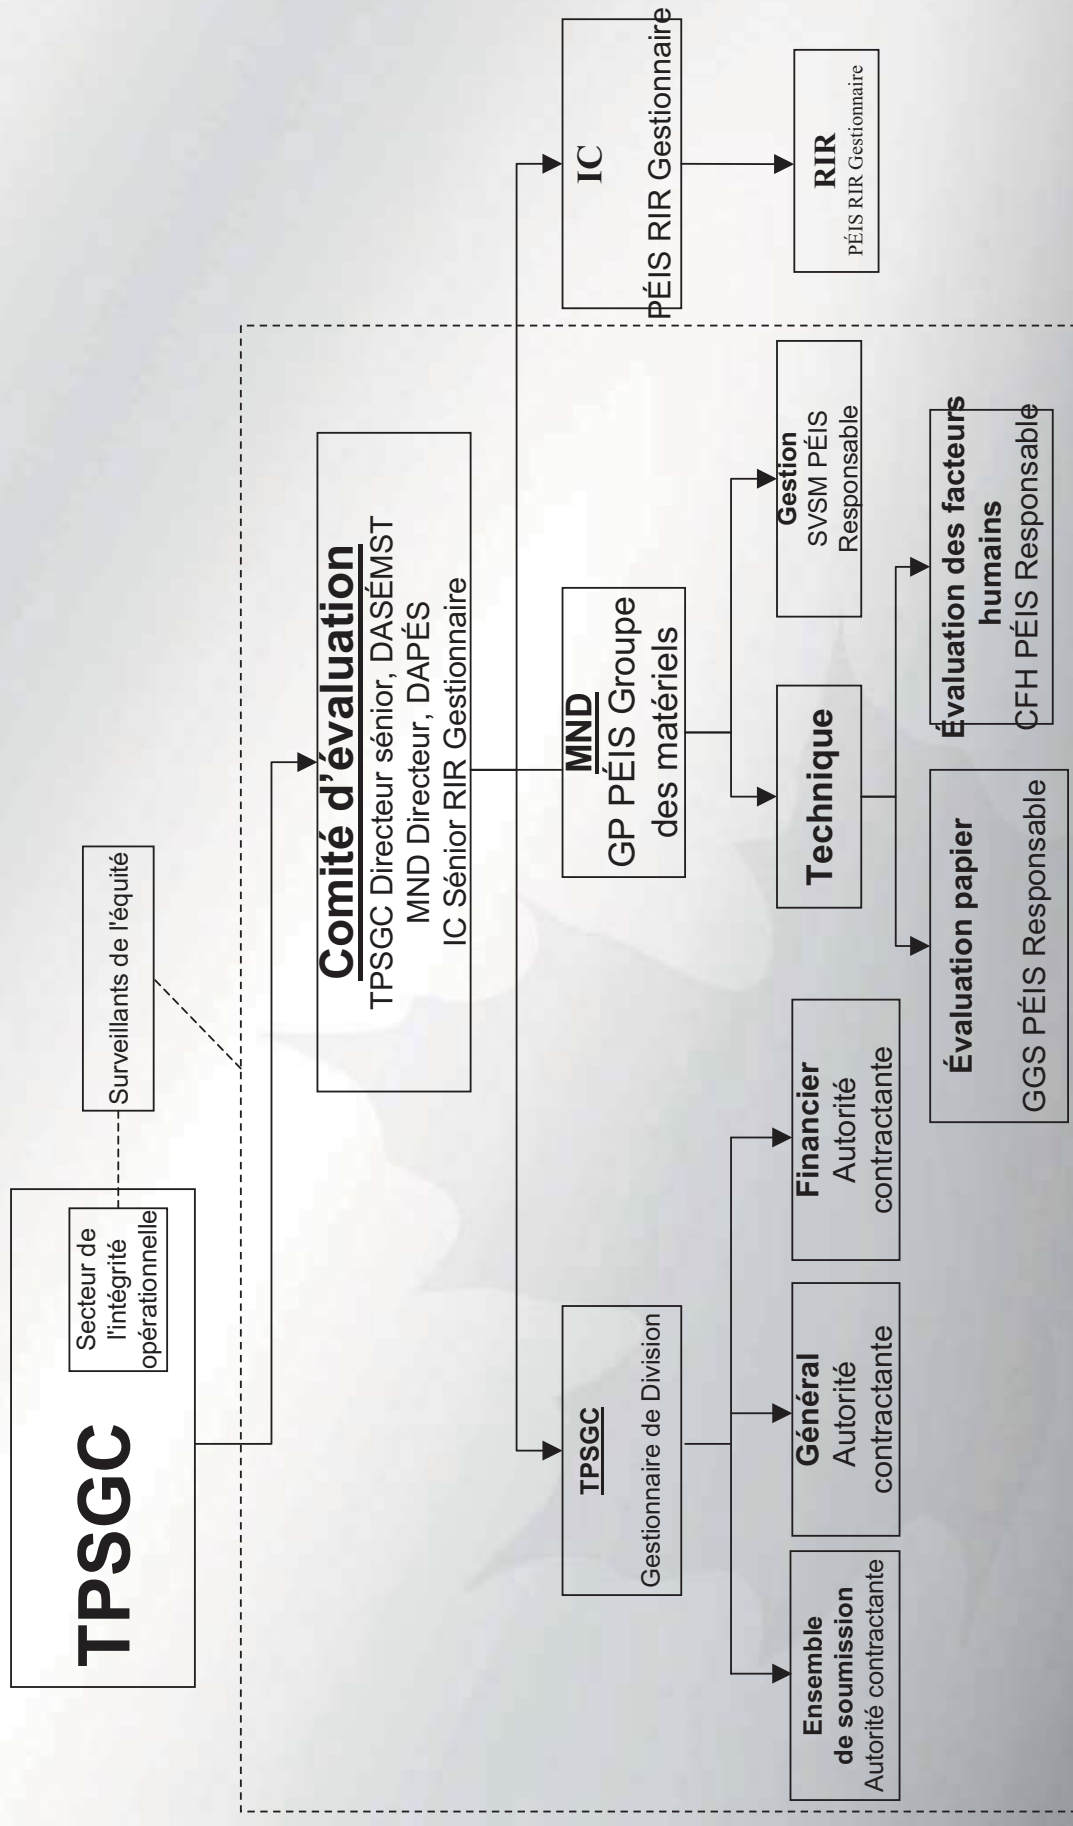 TPSGC
Secteur de
l'intégrité
opérationnelle
Surveillants de l'équité
Comité d'évaluation
TPSGC Directeur sénior, DASÉMST
MND Directeur, DAPÉS
IC Sénior RIR Gestionnaire
TPSGC
Gestionnaire de Division
MND
GP PÉIS Groupe
des matériels
IC
PÉIS RIR Gestionnaire
Ensemble
de soumission
Autorité contractante
Général
Autorité
contractante
Financier
Autorité
contractante
Technique
Gestion
SVSM PÉIS
Responsable
RIR
PÉIS RIR Gestionnaire
Évaluation papier
GGS PÉIS Responsable
Évaluation des facteurs
humains
CFH PÉIS Responsable